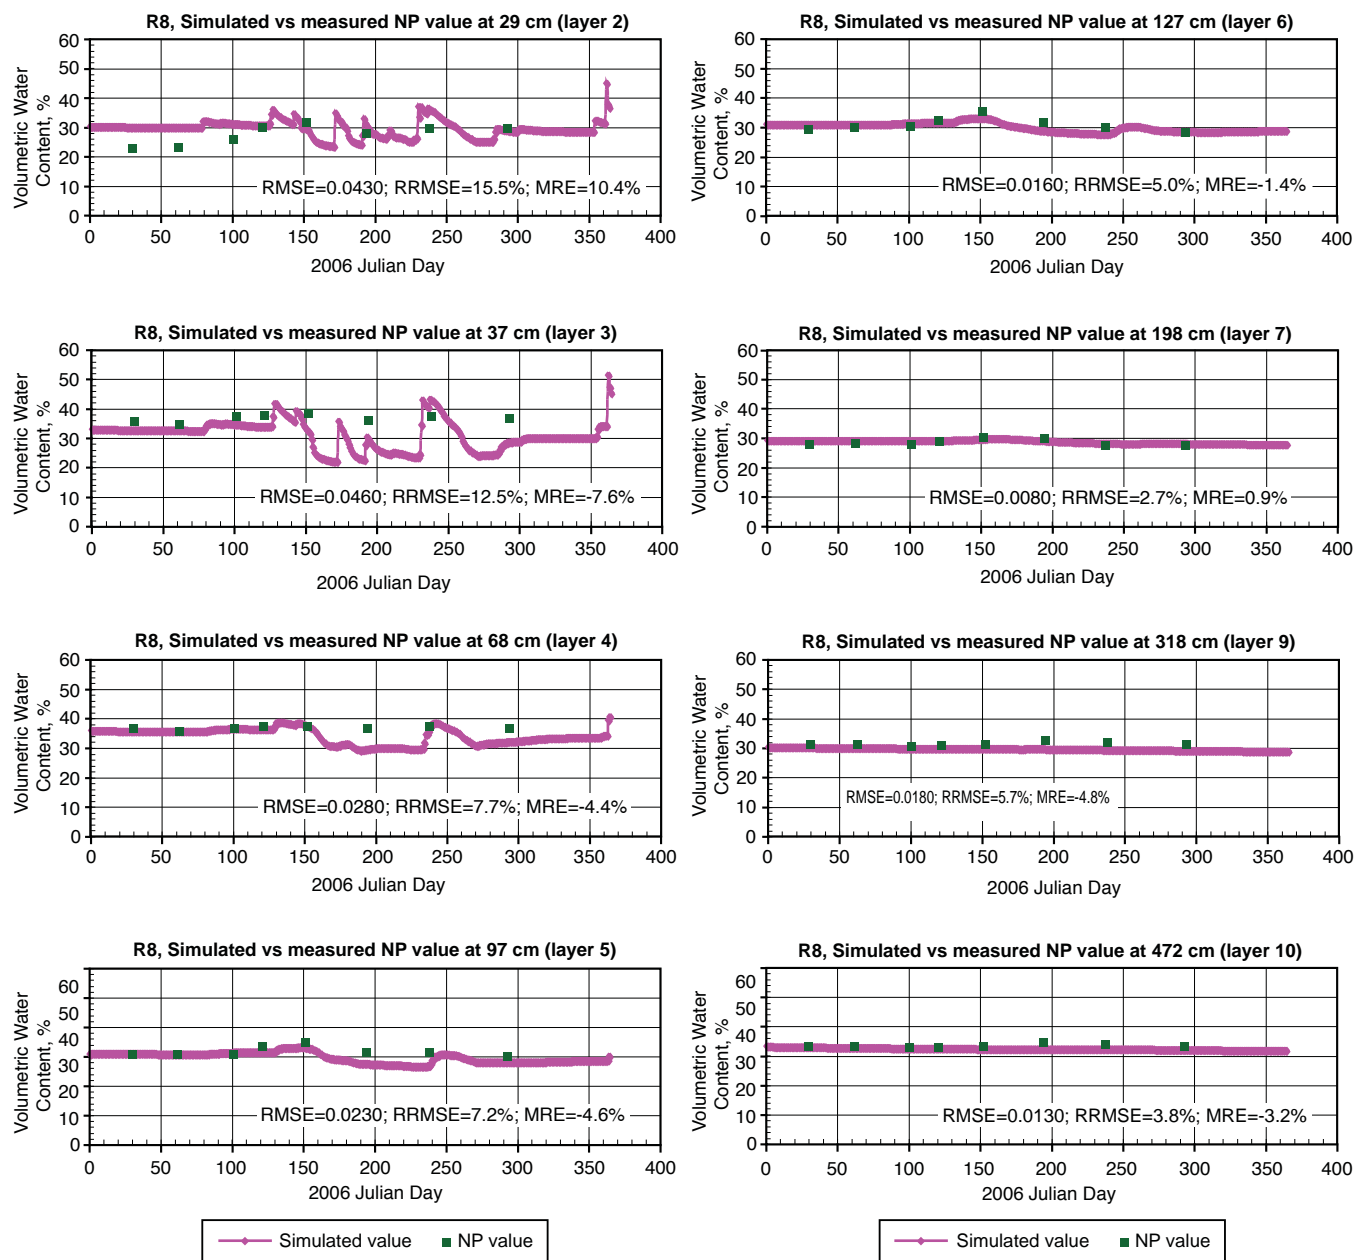 R8, Simulated vs measured NP value at 29 cm (layer 2)
Volumetric Water
Content, %
60
50
40
30
20
10
0
RMSE=0.0430; RRMSE=15.5%; MRE=10.4%
0 50 100 150 200 250 300 350 400
2006 Julian Day
R8, Simulated vs measured NP value at 37 cm (layer 3)
Volumetric Water
Content, %
60
50
40
30
20
10
0
RMSE=0.0460; RRMSE=12.5%; MRE=-7.6%
0 50 100 150 200 250 300 350 400
2006 Julian Day
R8, Simulated vs measured NP value at 68 cm (layer 4)
Volumetric Water
Content, %
60
50
40
30
20
10
0
RMSE=0.0280; RRMSE=7.7%; MRE=-4.4%
0 50 100 150 200 250 300 350 400
2006 Julian Day
R8, Simulated vs measured NP value at 97 cm (layer 5)
Volumetric Water
Content, %
60
50
40
30
20
10
0
RMSE=0.0230; RRMSE=7.2%; MRE=-4.6%
0 50 100 150 200 250 300 350 400
2006 Julian Day
Simulated value NP value
R8, Simulated vs measured NP value at 127 cm (layer 6)
Volumetric Water
Content, %
60
50
40
30
20
10
0
RMSE=0.0160; RRMSE=5.0%; MRE=-1.4%
0 50 100 150 200 250 300 350 400
2006 Julian Day
R8, Simulated vs measured NP value at 198 cm (layer 7)
Volumetric Water
Content, %
60
50
40
30
20
10
0
RMSE=0.0080; RRMSE=2.7%; MRE=0.9%
0 50 100 150 200 250 300 350 400
2006 Julian Day
R8, Simulated vs measured NP value at 318 cm (layer 9)
Volumetric Water
Content, %
60
50
40
30
20
10
0
RMSE=0.0180; RRMSE=5.7%; MRE=-4.8%
0 50 100 150 200 250 300 350 400
2006 Julian Day
R8, Simulated vs measured NP value at 472 cm (layer 10)
Volumetric Water
Content, %
60
50
40
30
20
10
0
RMSE=0.0130; RRMSE=3.8%; MRE=-3.2%
0 50 100 150 200 250 300 350 400
2006 Julian Day
Simulated value NP value